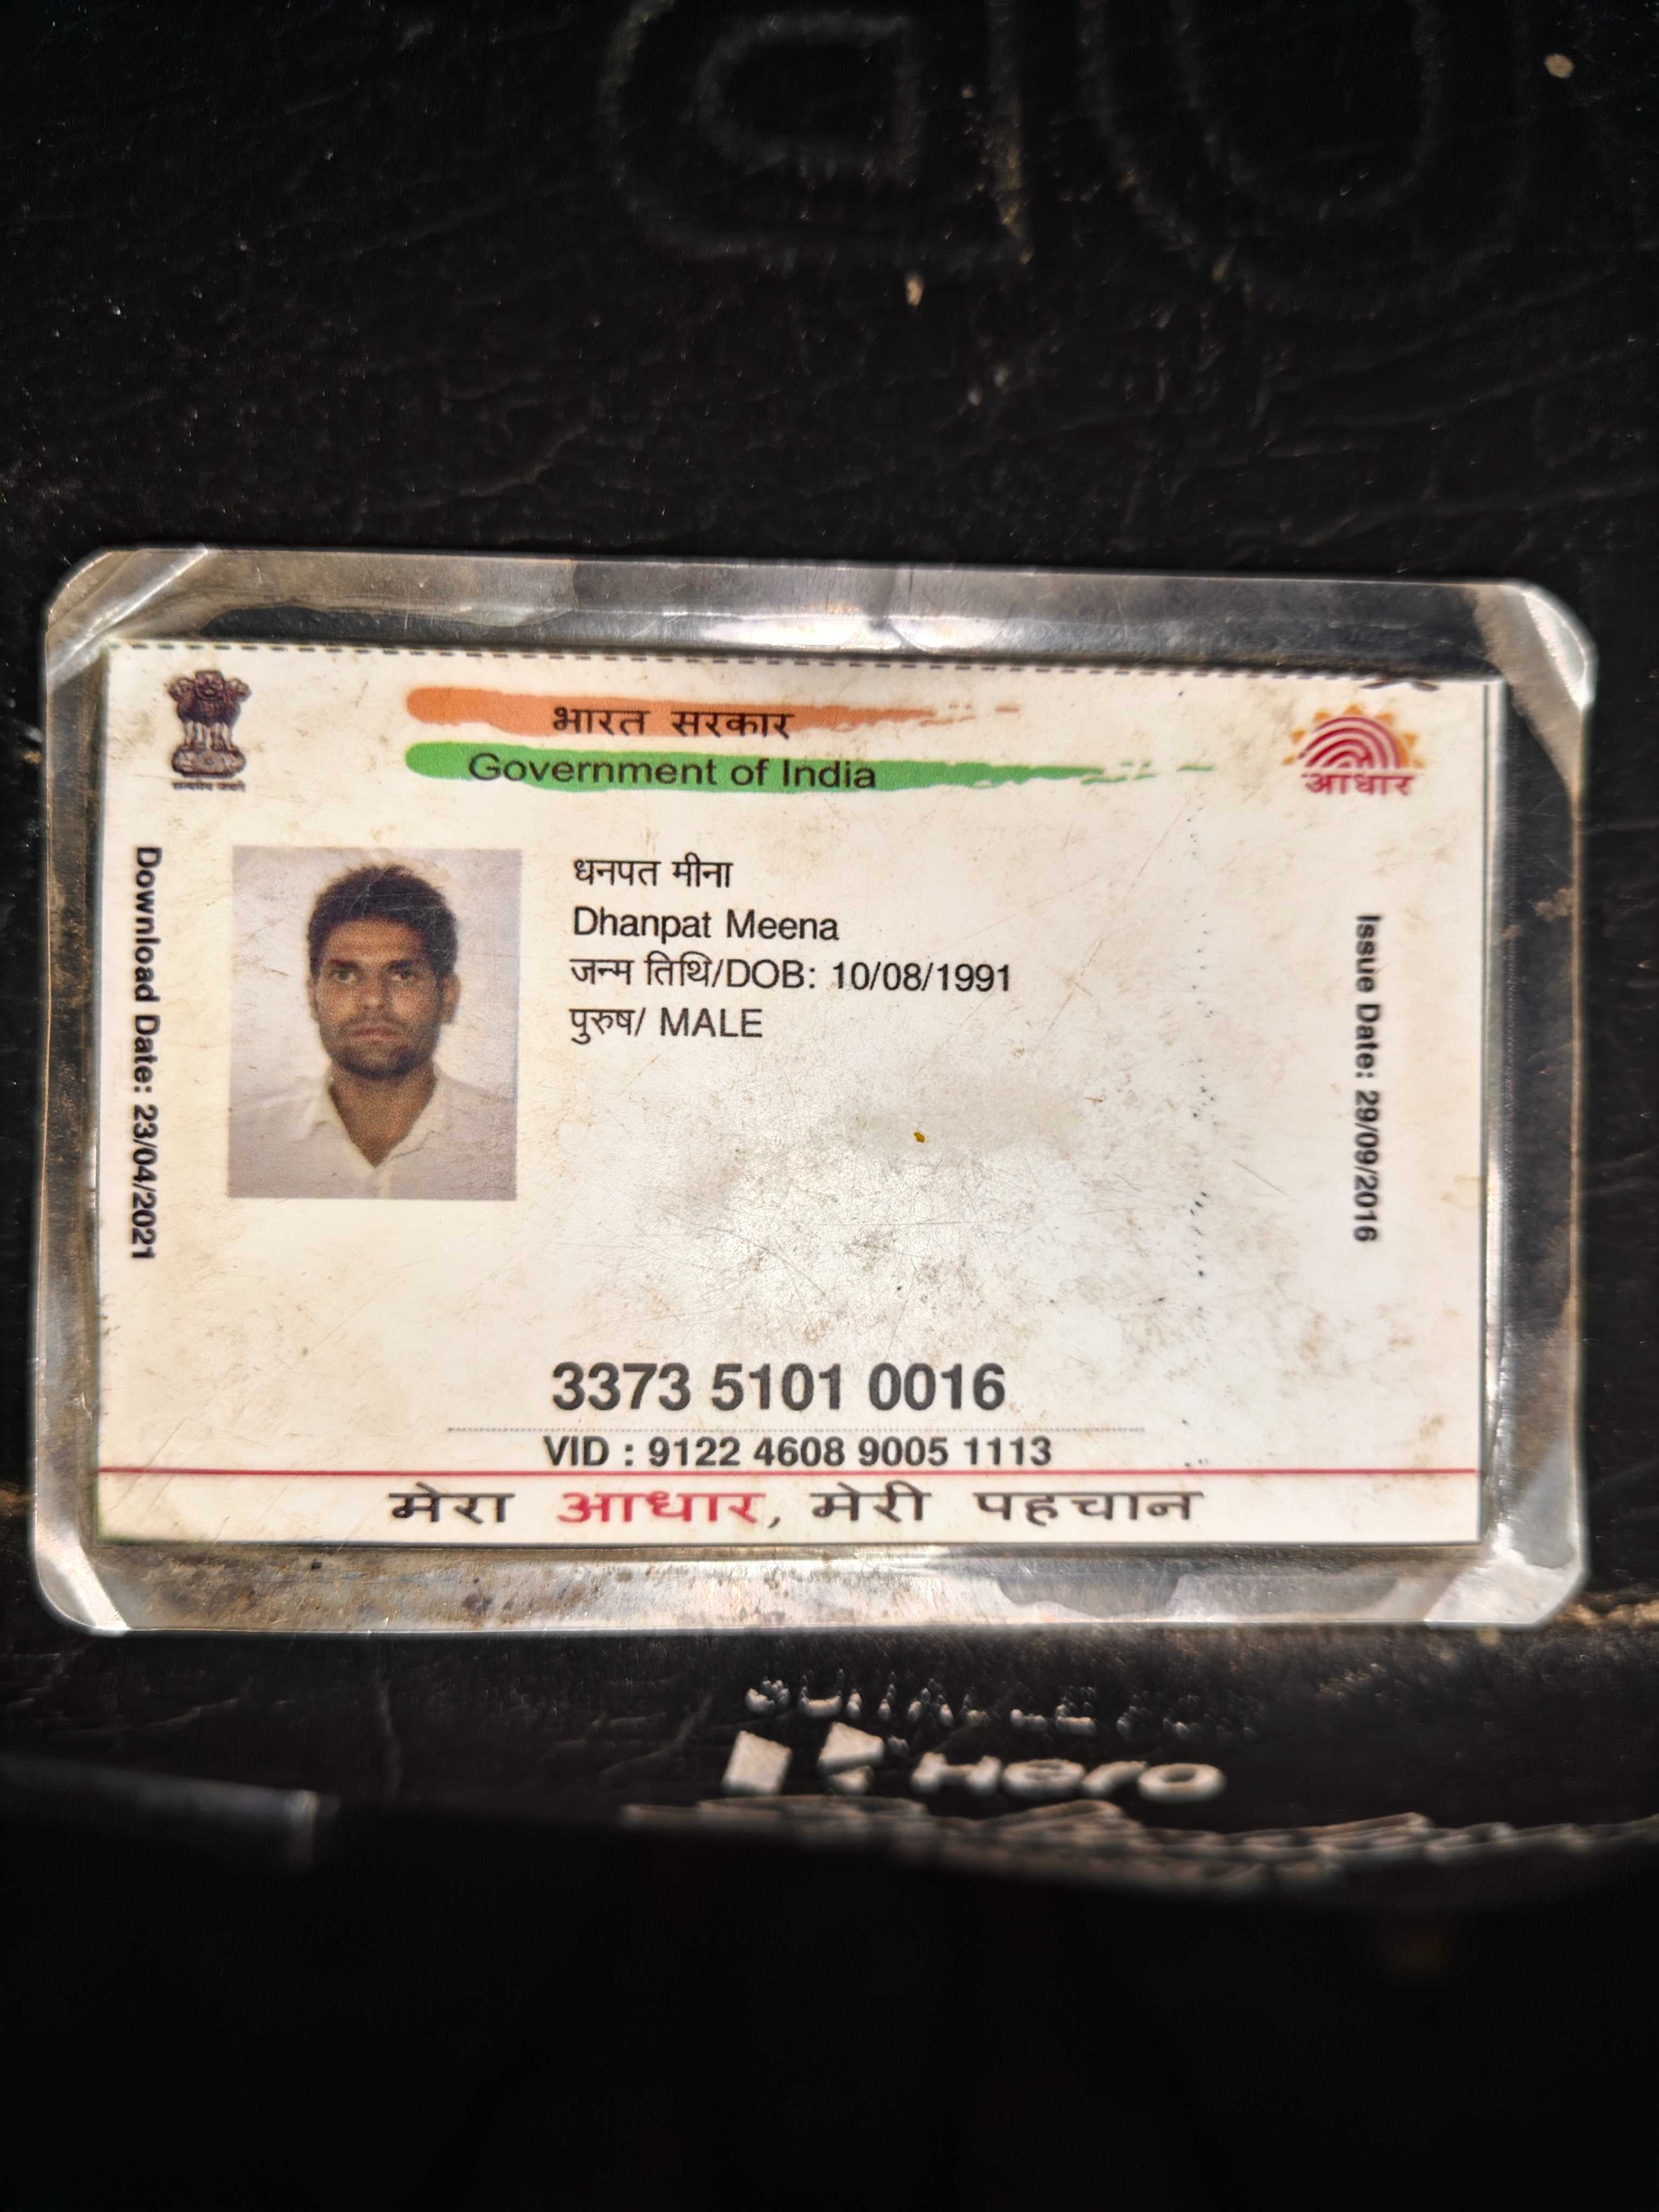 भारत सरकार
Government of India
आधार
सत्यमेव जयते
Download Date: 23/04/2021
धनपत मीना
Dhanpat Meena
जन्म तिथि/DOB: 10/08/1991
पुरुष/ MALE
Issue Date: 29/09/2016
3373 5101 0016
VID : 9122 4608 9005 1113
मेरा आधार, मेरी पहचान
Hero